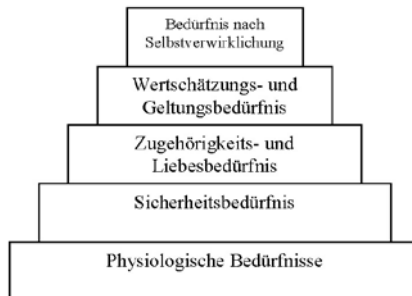 Bedürfnis nach
Selbstverwirklichung
Wertschätzungs- und
Geltungsbedürfnis
Zugehörigkeits- und
Liebesbedürfnis
Sicherheitsbedürfnis
Physiologische Bedürfnisse